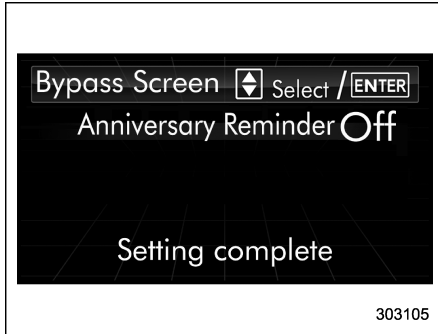 Bypass Screen Select / ENTER
Anniversary Reminder Off
Setting complete
303105